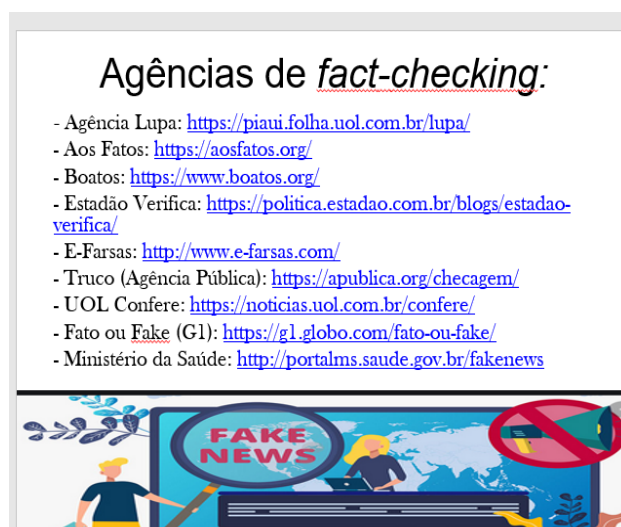 Agências de fact-checking:
- Agência Lupa: https://piaui.folha.uol.com.br/lupa/
- Aos Fatos: https://aosfatos.org/
- Boatos: https://www.boatos.org/
- Estadão Verifica: https://politica.estadao.com.br/blogs/estadao-
verifica/
- E-Farsas: http://www.e-farsas.com/
- Truco (Agência Pública): https://apublica.org/checagem/
- UOL Confere: https://noticias.uol.com.br/confere/
- Fato ou Fake (G1): https://g1.globo.com/fato-ou-fake/
- Ministério da Saúde: http://portalms.saude.gov.br/fakenews
FAKE
NEWS